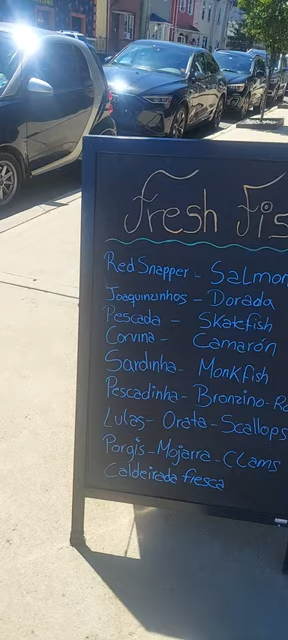 Fresh Fis
Red Snapper - Salmon
Joaquinzinhos - Dorada
Pescada - Skatefish
Corvina - Camarón
Sardinha - Monkfish
Pescadinha - Bronzino - Ro
Lulas - Orata - Scallops
Porgis - Mojarra - Clams
Caldeirada fresca